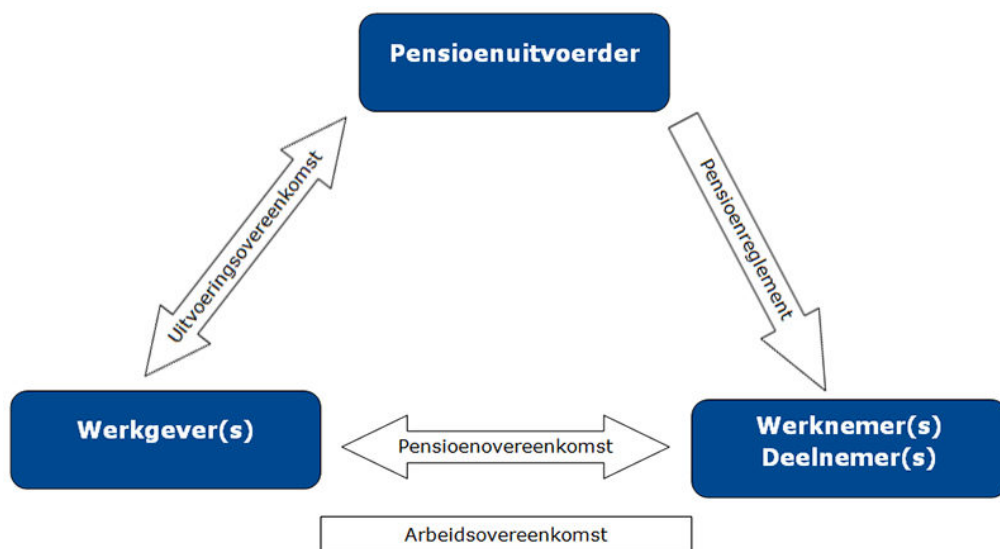 Pensioenuitvoerder
Uitvoeringsovereenkomst
Pensioenreglement
Werkgever(s)
Pensioenovereenkomst
Werknemer(s)
Deelnemer(s)
Arbeidsovereenkomst